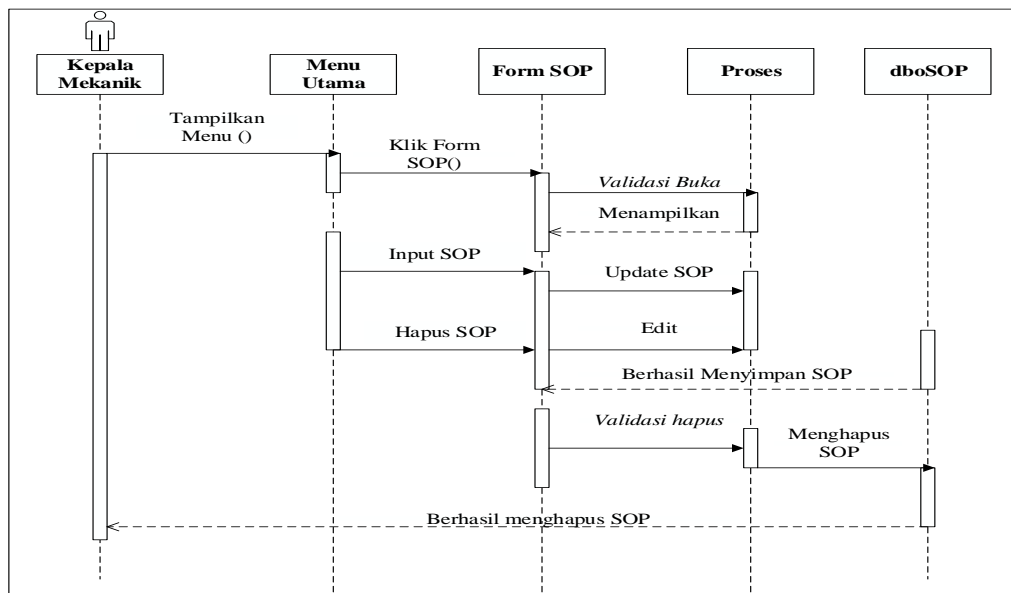 Kepala
Mekanik
Menu
Utama
Form SOP
Proses
dboSOP
Tampilkan
Menu ()
Klik Form
SOP()
Validasi Buka
Menampilkan
Input SOP
Update SOP
Hapus SOP
Edit
Berhasil Menyimpan SOP
Validasi hapus
Menghapus
SOP
Berhasil menghapus SOP